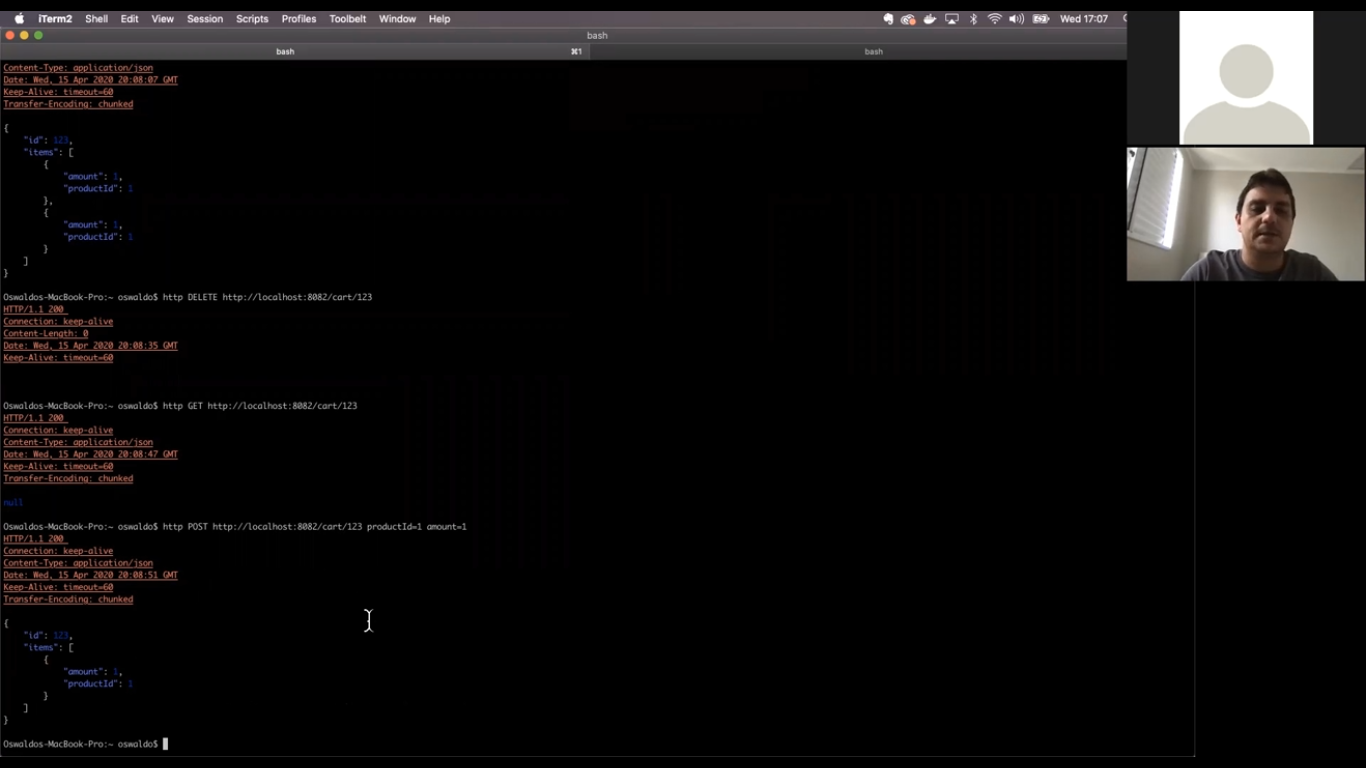 iTerm2 Shell Edit View Session Scripts Profiles Toolbelt Window Help Wed 17:07
bash
bash ⌘1 bash
Content-Type: application/json
Date: Wed, 15 Apr 2020 20:08:07 GMT
Keep-Alive: timeout=60
Transfer-Encoding: chunked
{
"id": 123,
"items": [
{
"amount": 1,
"productId": 1
},
{
"amount": 1,
"productId": 1
}
]
}
Oswaldos-MacBook-Pro:~ oswaldo$ http DELETE http://localhost:8082/cart/123
HTTP/1.1 200
Connection: keep-alive
Content-Length: 0
Date: Wed, 15 Apr 2020 20:08:35 GMT
Keep-Alive: timeout=60
Oswaldos-MacBook-Pro:~ oswaldo$ http GET http://localhost:8082/cart/123
HTTP/1.1 200
Connection: keep-alive
Content-Type: application/json
Date: Wed, 15 Apr 2020 20:08:47 GMT
Keep-Alive: timeout=60
Transfer-Encoding: chunked
null
Oswaldos-MacBook-Pro:~ oswaldo$ http POST http://localhost:8082/cart/123 productId=1 amount=1
HTTP/1.1 200
Connection: keep-alive
Content-Type: application/json
Date: Wed, 15 Apr 2020 20:08:51 GMT
Keep-Alive: timeout=60
Transfer-Encoding: chunked
{
"id": 123,
"items": [
{
"amount": 1,
"productId": 1
}
]
}
Oswaldos-MacBook-Pro:~ oswaldo$